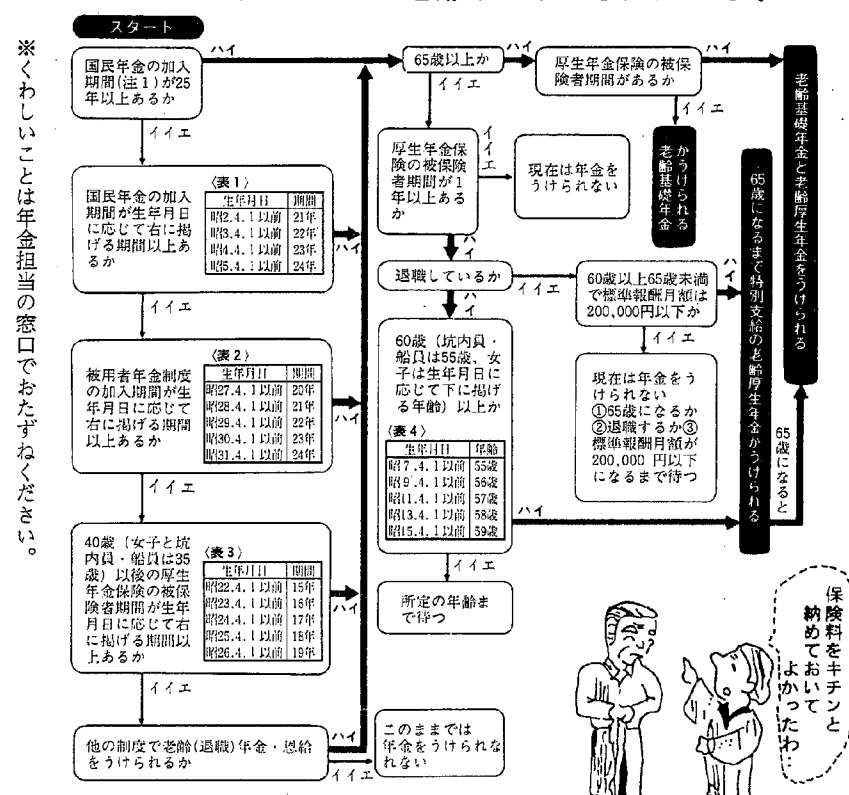 スタート
国民年金の加入
期間(注1)が25
年以上あるか
ハイ
イイエ
国民年金の加入
期間が生年月日
に応じて右に掲
げる期間以上あ
るか
〈表1〉
生年月日 期間
昭2.4.1以前 21年
昭3.4.1以前 22年
昭4.4.1以前 23年
昭5.4.1以前 24年
ハイ
イイエ
被用者年金制度
の加入期間が生
年月日に応じて
右に掲げる期間
以上あるか
〈表2〉
生年月日 期間
昭27.4.1以前 20年
昭28.4.1以前 21年
昭29.4.1以前 22年
昭30.4.1以前 23年
昭31.4.1以前 24年
ハイ
イイエ
40歳(女子と坑
内員・船員は35
歳)以後の厚生
年金保険の被保
険者期間が生年
月日に応じて右
に掲げる期間以
上あるか
〈表3〉
生年月日 期間
昭22.4.1以前 15年
昭23.4.1以前 16年
昭24.4.1以前 17年
昭25.4.1以前 18年
昭26.4.1以前 19年
ハイ
イイエ
他の制度で老齢(退職)年金・恩給
をうけられるか
ハイ
イイエ
このままでは
年金をうけられな
れない
65歳以上か
ハイ
イイエ
厚生年金保険の被保
険者期間があるか
ハイ
イイエ
老齢基礎年金
がうけられる
老齢基礎年金と老齢厚生年金をうけられる
厚生年金保
険の被保険
者期間が1
年以上ある
か
イイエ
現在は年金を
うけられない
ハイ
退職しているか
イイエ
60歳以上65歳未満
で標準報酬月額は
200,000円以下か
ハイ
イイエ
現在は年金をう
けられない
①65歳になるか
②退職するか③
標準報酬月額が
200,000 円以下
になるまで待つ
ハイ
60歳(坑内員・
船員は55歳、女
子は生年月日に
応じて下に掲げ
る年齢)以上か
〈表4〉
生年月日 年齢
昭7.4.1以前 55歳
昭9.4.1以前 56歳
昭11.4.1以前 57歳
昭13.4.1以前 58歳
昭15.4.1以前 59歳
ハイ
イイエ
所定の年齢ま
で待つ
65歳になるまで特別支給の老齢厚生年金がうけられる
65歳になると
保険料をキチンと
納めておいて
よかったわ…
※くわしいことは年金担当の窓口でおたずねください。